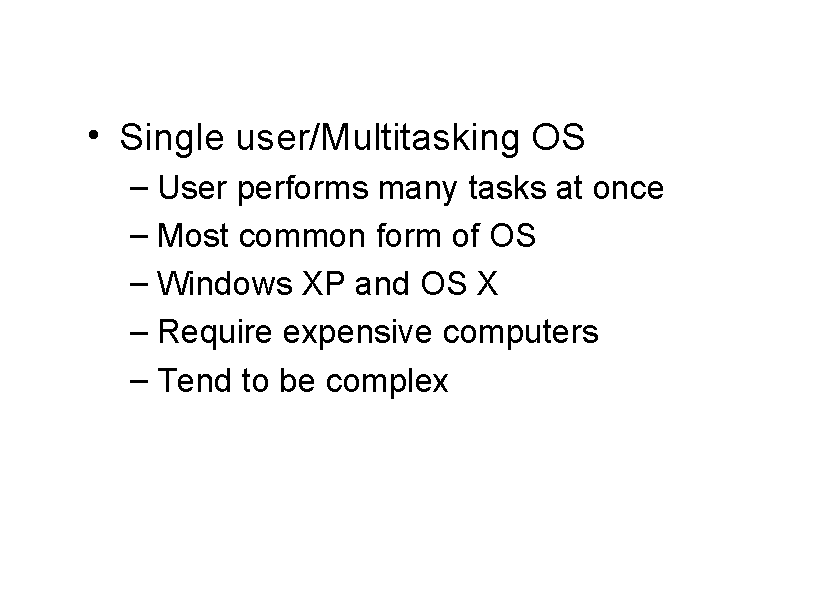 • Single user/Multitasking OS
– User performs many tasks at once
– Most common form of OS
– Windows XP and OS X
– Require expensive computers
– Tend to be complex